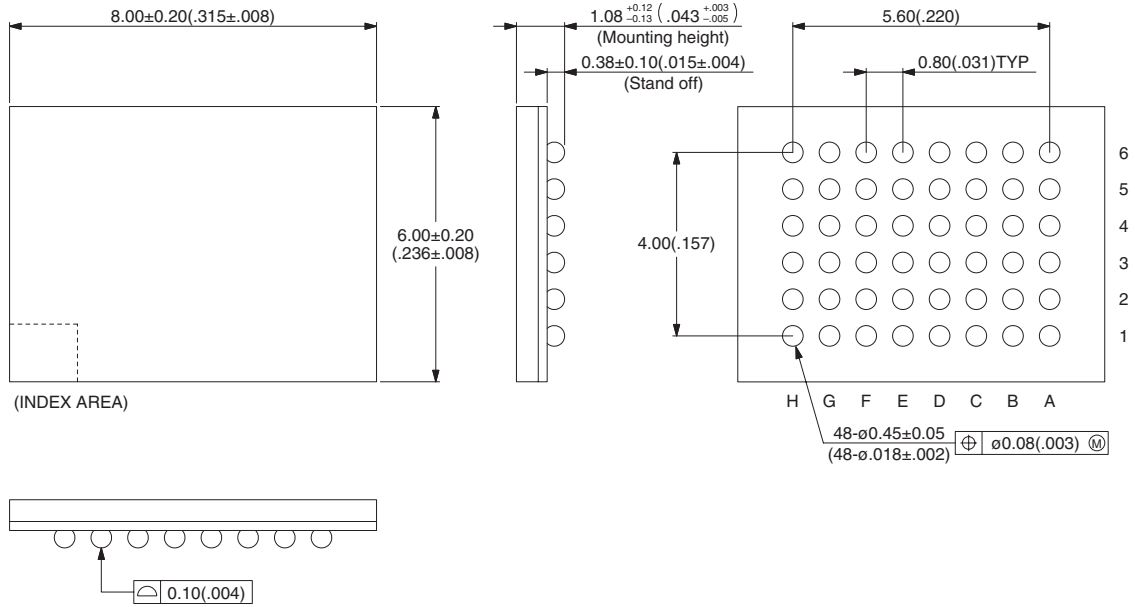 8.00±0.20(.315±.008)
1.08 +0.12 −0.13 (.043 +.003 −.005)
(Mounting height)
0.38±0.10(.015±.004)
(Stand off)
5.60(.220)
0.80(.031)TYP
6.00±0.20
(.236±.008)
4.00(.157)
6
5
4
3
2
1
(INDEX AREA)
H G F E D C B A
48-ø0.45±0.05
(48-ø.018±.002)
⌖ ø0.08(.003) Ⓜ
⌓ 0.10(.004)